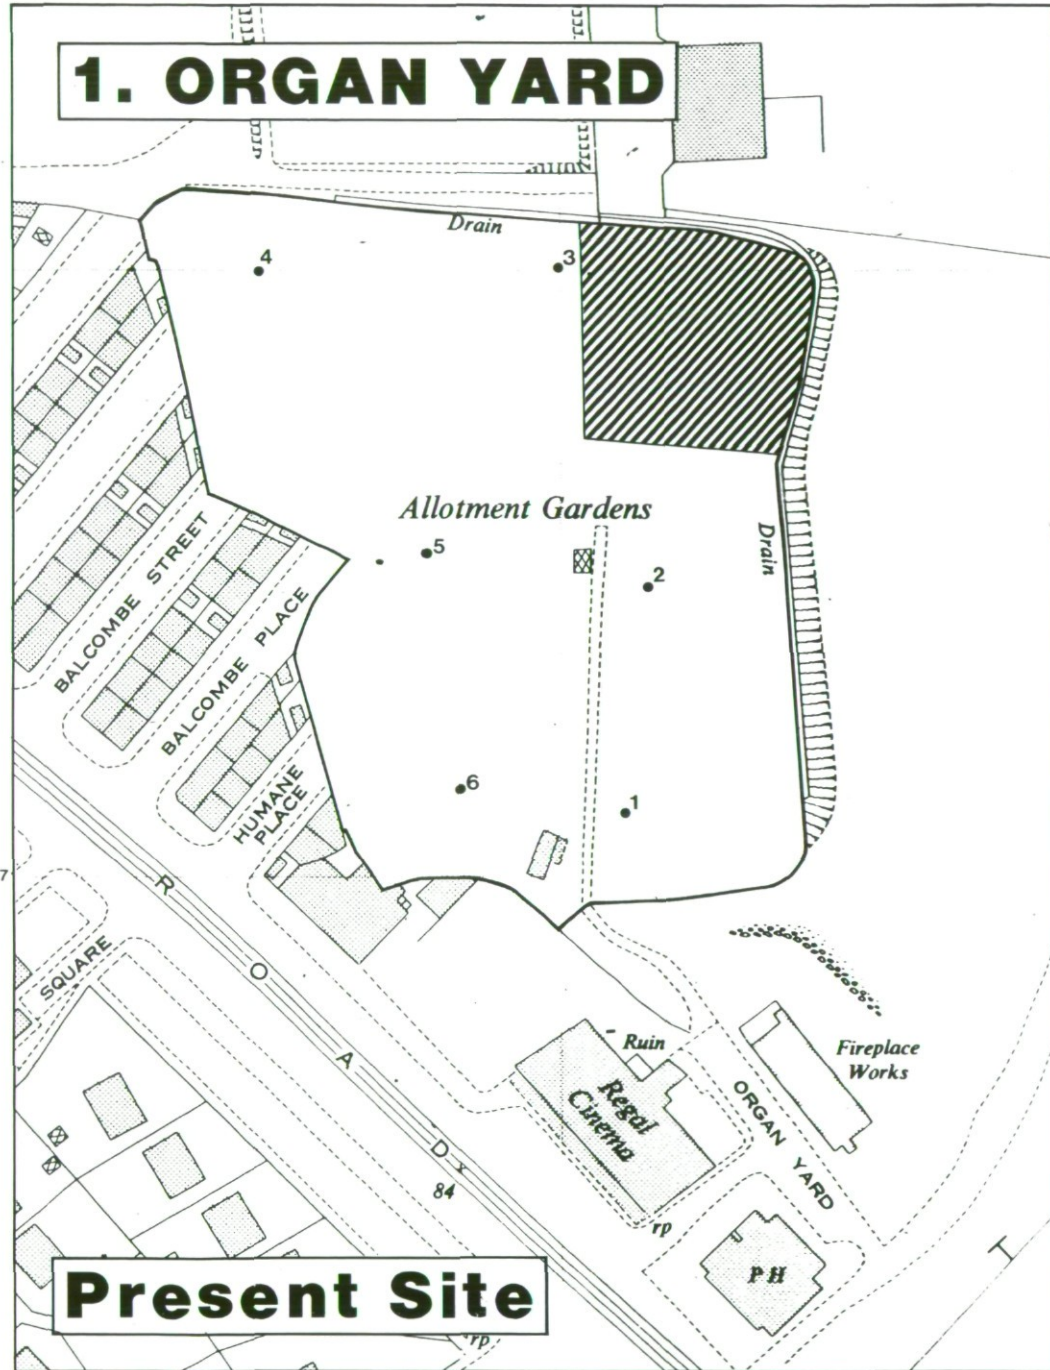 1. ORGAN YARD
Drain
4
3
Allotment Gardens
Drain
5
2
BALCOMBE STREET
BALCOMBE PLACE
HUMANE
PLACE
6
1
7
R O A D
SQUARE
84
Ruin
Regal
Cinema
Fireplace
Works
ORGAN YARD
rp
P H
T
Present Site
rp